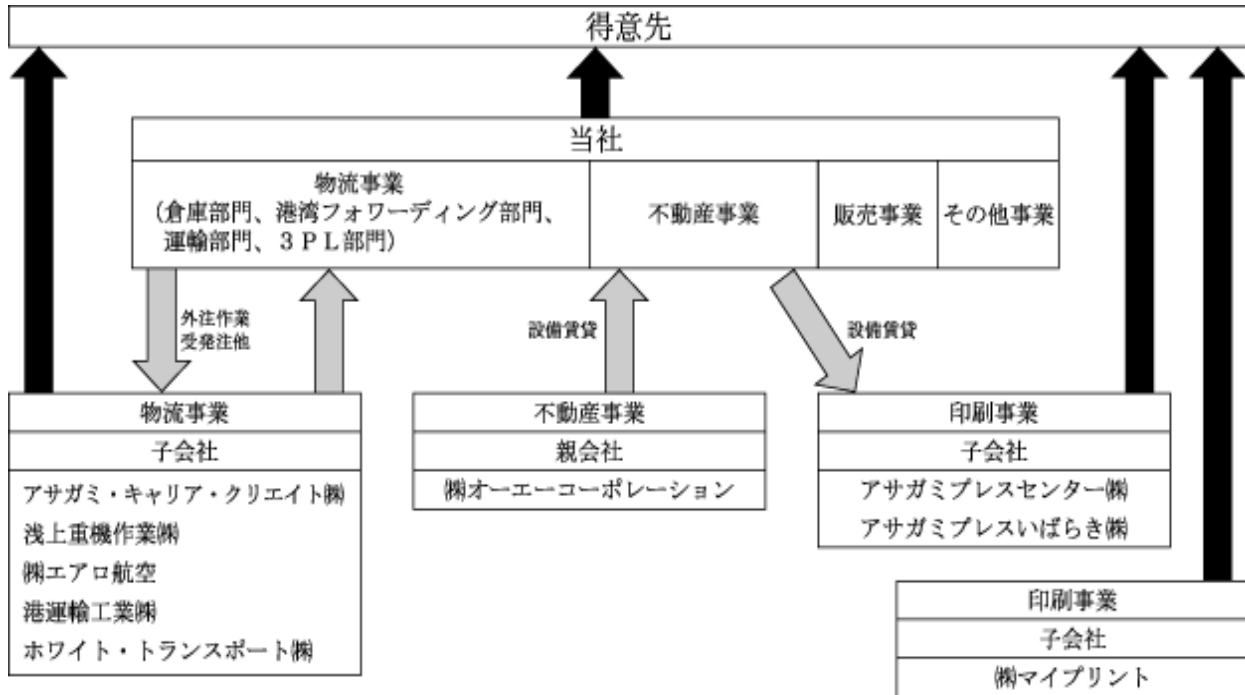 得意先
当社
物流事業
（倉庫部門、港湾フォワーディング部門、
運輸部門、３ＰＬ部門）
不動産事業
販売事業
その他事業
外注作業
受発注他
設備賃貸
設備賃貸
物流事業
子会社
アサガミ・キャリア・クリエイト㈱
浅上重機作業㈱
㈱エアロ航空
港運輸工業㈱
ホワイト・トランスポート㈱
不動産事業
親会社
㈱オーエーコーポレーション
印刷事業
子会社
アサガミプレスセンター㈱
アサガミプレスいばらき㈱
印刷事業
子会社
㈱マイプリント